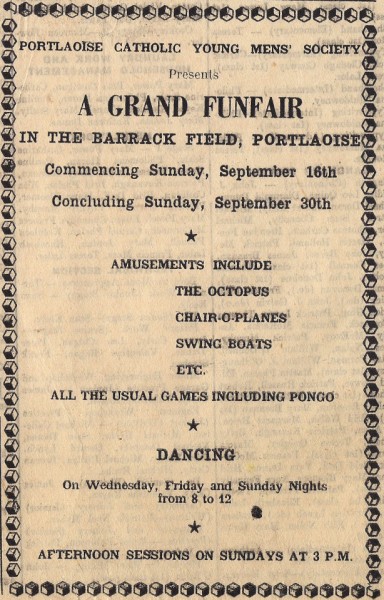 PORTLAOISE CATHOLIC YOUNG MENS' SOCIETY
Presents
A GRAND FUNFAIR
IN THE BARRACK FIELD, PORTLAOISE
Commencing Sunday, September 16th
Concluding Sunday, September 30th
★
AMUSEMENTS INCLUDE
THE OCTOPUS
CHAIR-O-PLANES
SWING BOATS
ETC.
ALL THE USUAL GAMES INCLUDING PONGO
★
DANCING
On Wednesday, Friday and Sunday Nights
from 8 to 12
★
AFTERNOON SESSIONS ON SUNDAYS AT 3 P.M.